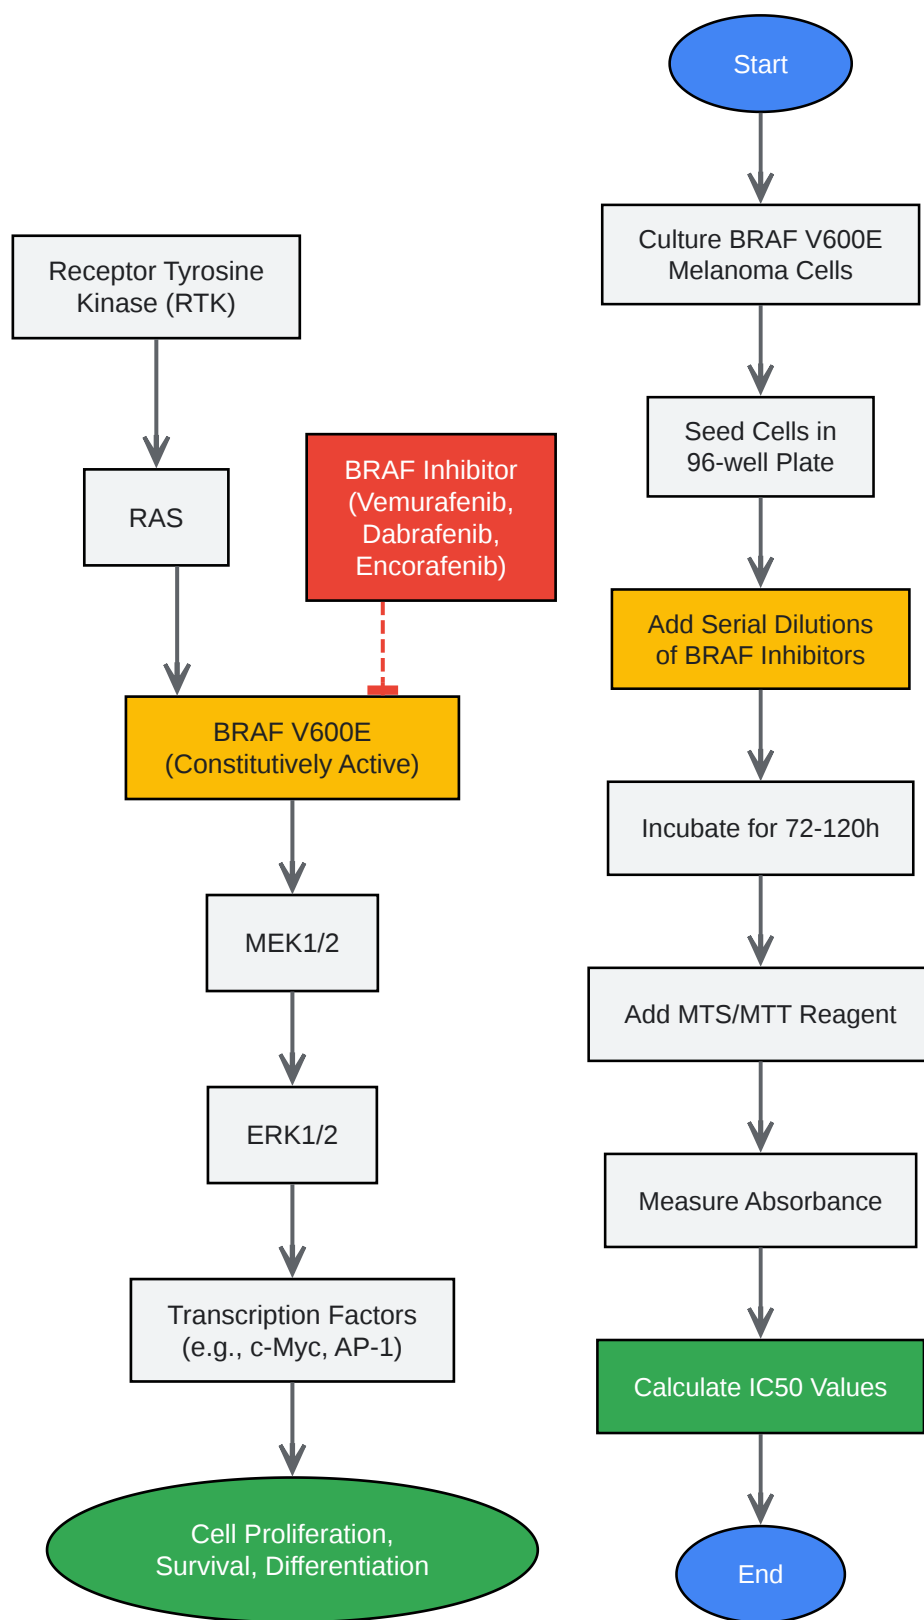 Receptor Tyrosine
Kinase (RTK)
RAS
BRAF Inhibitor
(Vemurafenib,
Dabrafenib,
Encorafenib)
BRAF V600E
(Constitutively Active)
MEK1/2
ERK1/2
Transcription Factors
(e.g., c-Myc, AP-1)
Cell Proliferation,
Survival, Differentiation
Start
Culture BRAF V600E
Melanoma Cells
Seed Cells in
96-well Plate
Add Serial Dilutions
of BRAF Inhibitors
Incubate for 72-120h
Add MTS/MTT Reagent
Measure Absorbance
Calculate IC50 Values
End